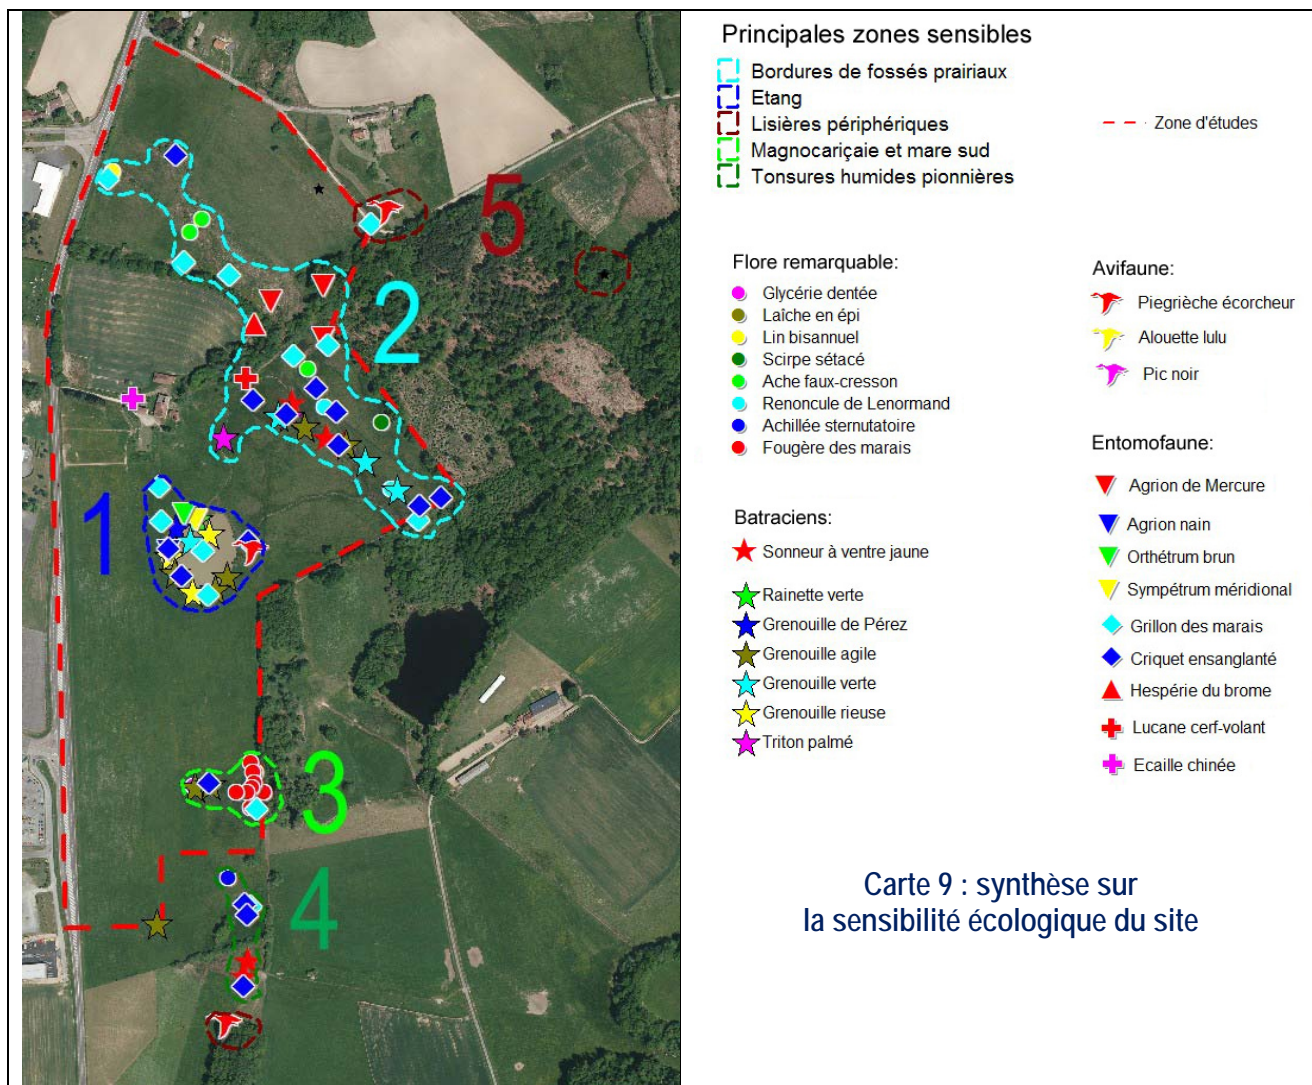 Principales zones sensibles
Bordures de fossés prairiaux
Etang
Lisières périphériques
Magnocariçaie et mare sud
Tonsures humides pionnières
Zone d'études
Flore remarquable:
Glycérie dentée
Laîche en épi
Lin bisannuel
Scirpe sétacé
Ache faux-cresson
Renoncule de Lenormand
Achillée sternutatoire
Fougère des marais
Batraciens:
Sonneur à ventre jaune
Rainette verte
Grenouille de Pérez
Grenouille agile
Grenouille verte
Grenouille rieuse
Triton palmé
Avifaune:
Piegrièche écorcheur
Alouette lulu
Pic noir
Entomofaune:
Agrion de Mercure
Agrion nain
Orthétrum brun
Sympétrum méridional
Grillon des marais
Criquet ensanglanté
Hespérie du brome
Lucane cerf-volant
Ecaille chinée
5
2
1
3
4
Carte 9 : synthèse sur
la sensibilité écologique du site